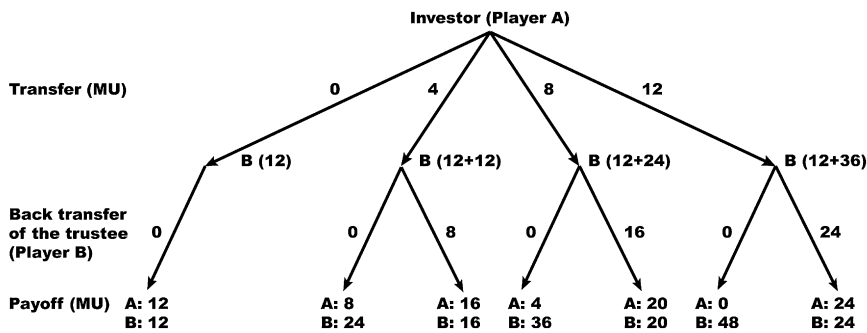 Investor (Player A)
Transfer (MU)
0
4
8
12
B (12)
B (12+12)
B (12+24)
B (12+36)
Back transfer
of the trustee
(Player B)
0
0
8
0
16
0
24
Payoff (MU)
A: 12
B: 12
A: 8
B: 24
A: 16
B: 16
A: 4
B: 36
A: 20
B: 20
A: 0
B: 48
A: 24
B: 24